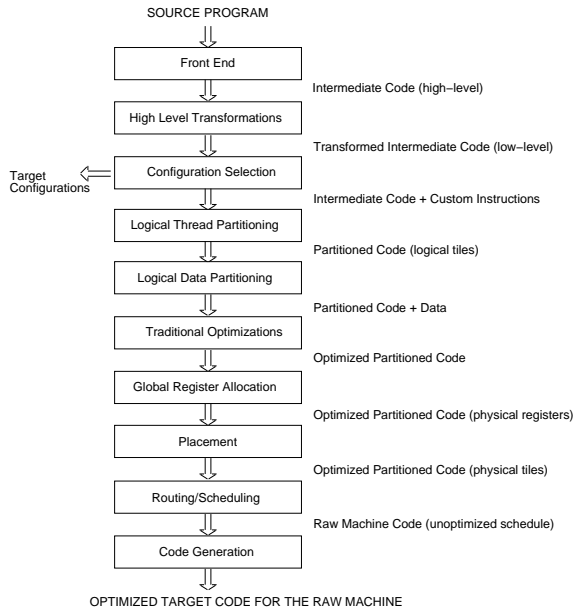 SOURCE PROGRAM
Front End
Intermediate Code (high−level)
High Level Transformations
Transformed Intermediate Code (low−level)
Target
Configurations
Configuration Selection
Intermediate Code + Custom Instructions
Logical Thread Partitioning
Partitioned Code (logical tiles)
Logical Data Partitioning
Partitioned Code + Data
Traditional Optimizations
Optimized Partitioned Code
Global Register Allocation
Optimized Partitioned Code (physical registers)
Placement
Optimized Partitioned Code (physical tiles)
Routing/Scheduling
Raw Machine Code (unoptimized schedule)
Code Generation
OPTIMIZED TARGET CODE FOR THE RAW MACHINE